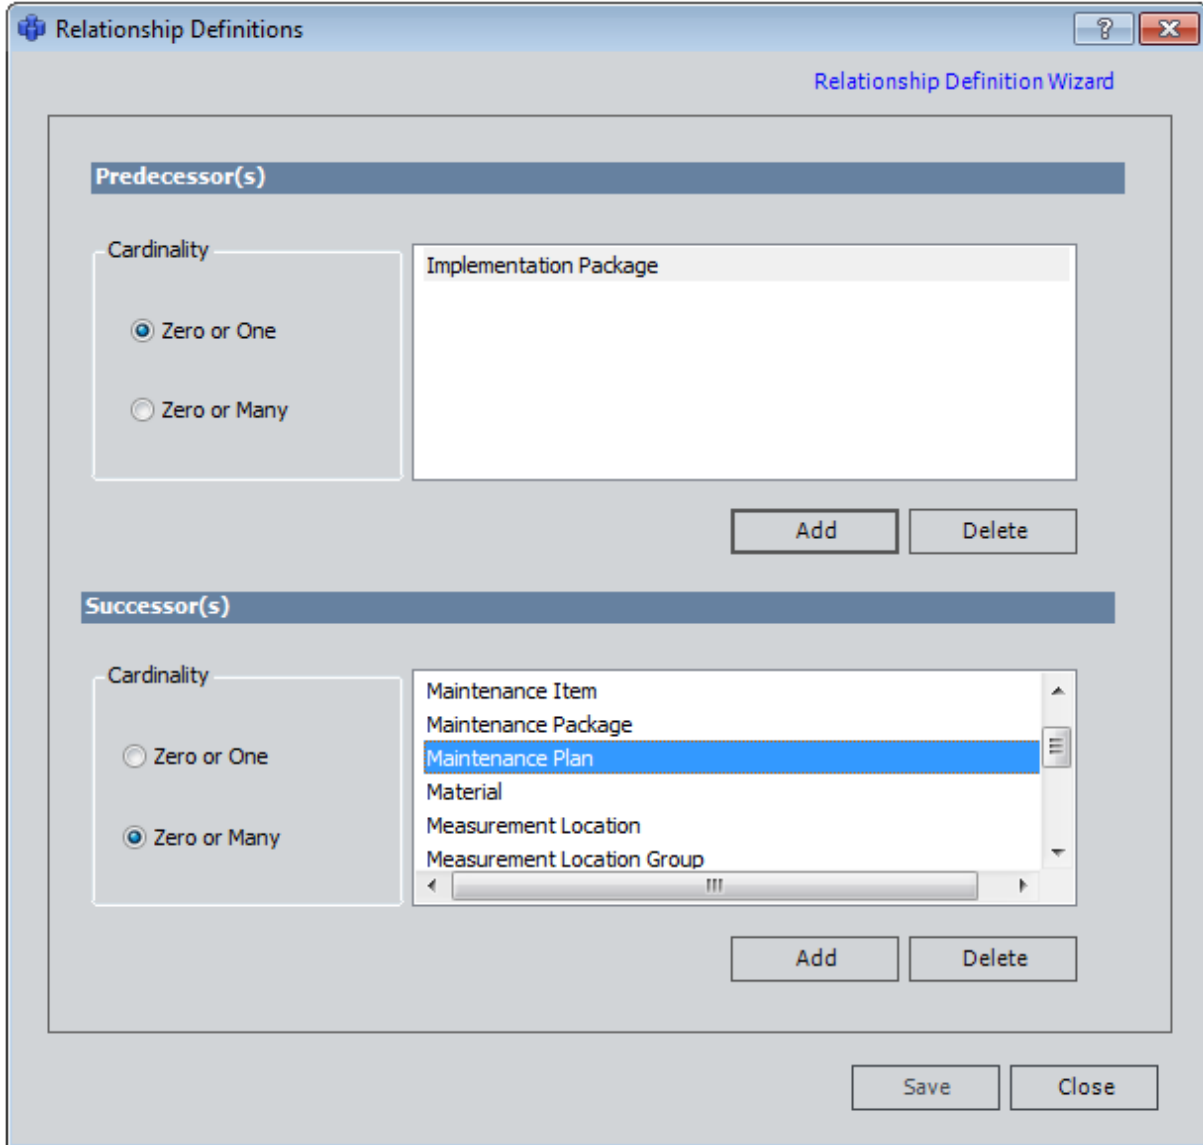 Relationship Definitions
Relationship Definition Wizard
Predecessor(s)
Cardinality
Zero or One
Zero or Many
Implementation Package
Add
Delete
Successor(s)
Cardinality
Zero or One
Zero or Many
Maintenance Item
Maintenance Package
Maintenance Plan
Material
Measurement Location
Measurement Location Group
Add
Delete
Save
Close